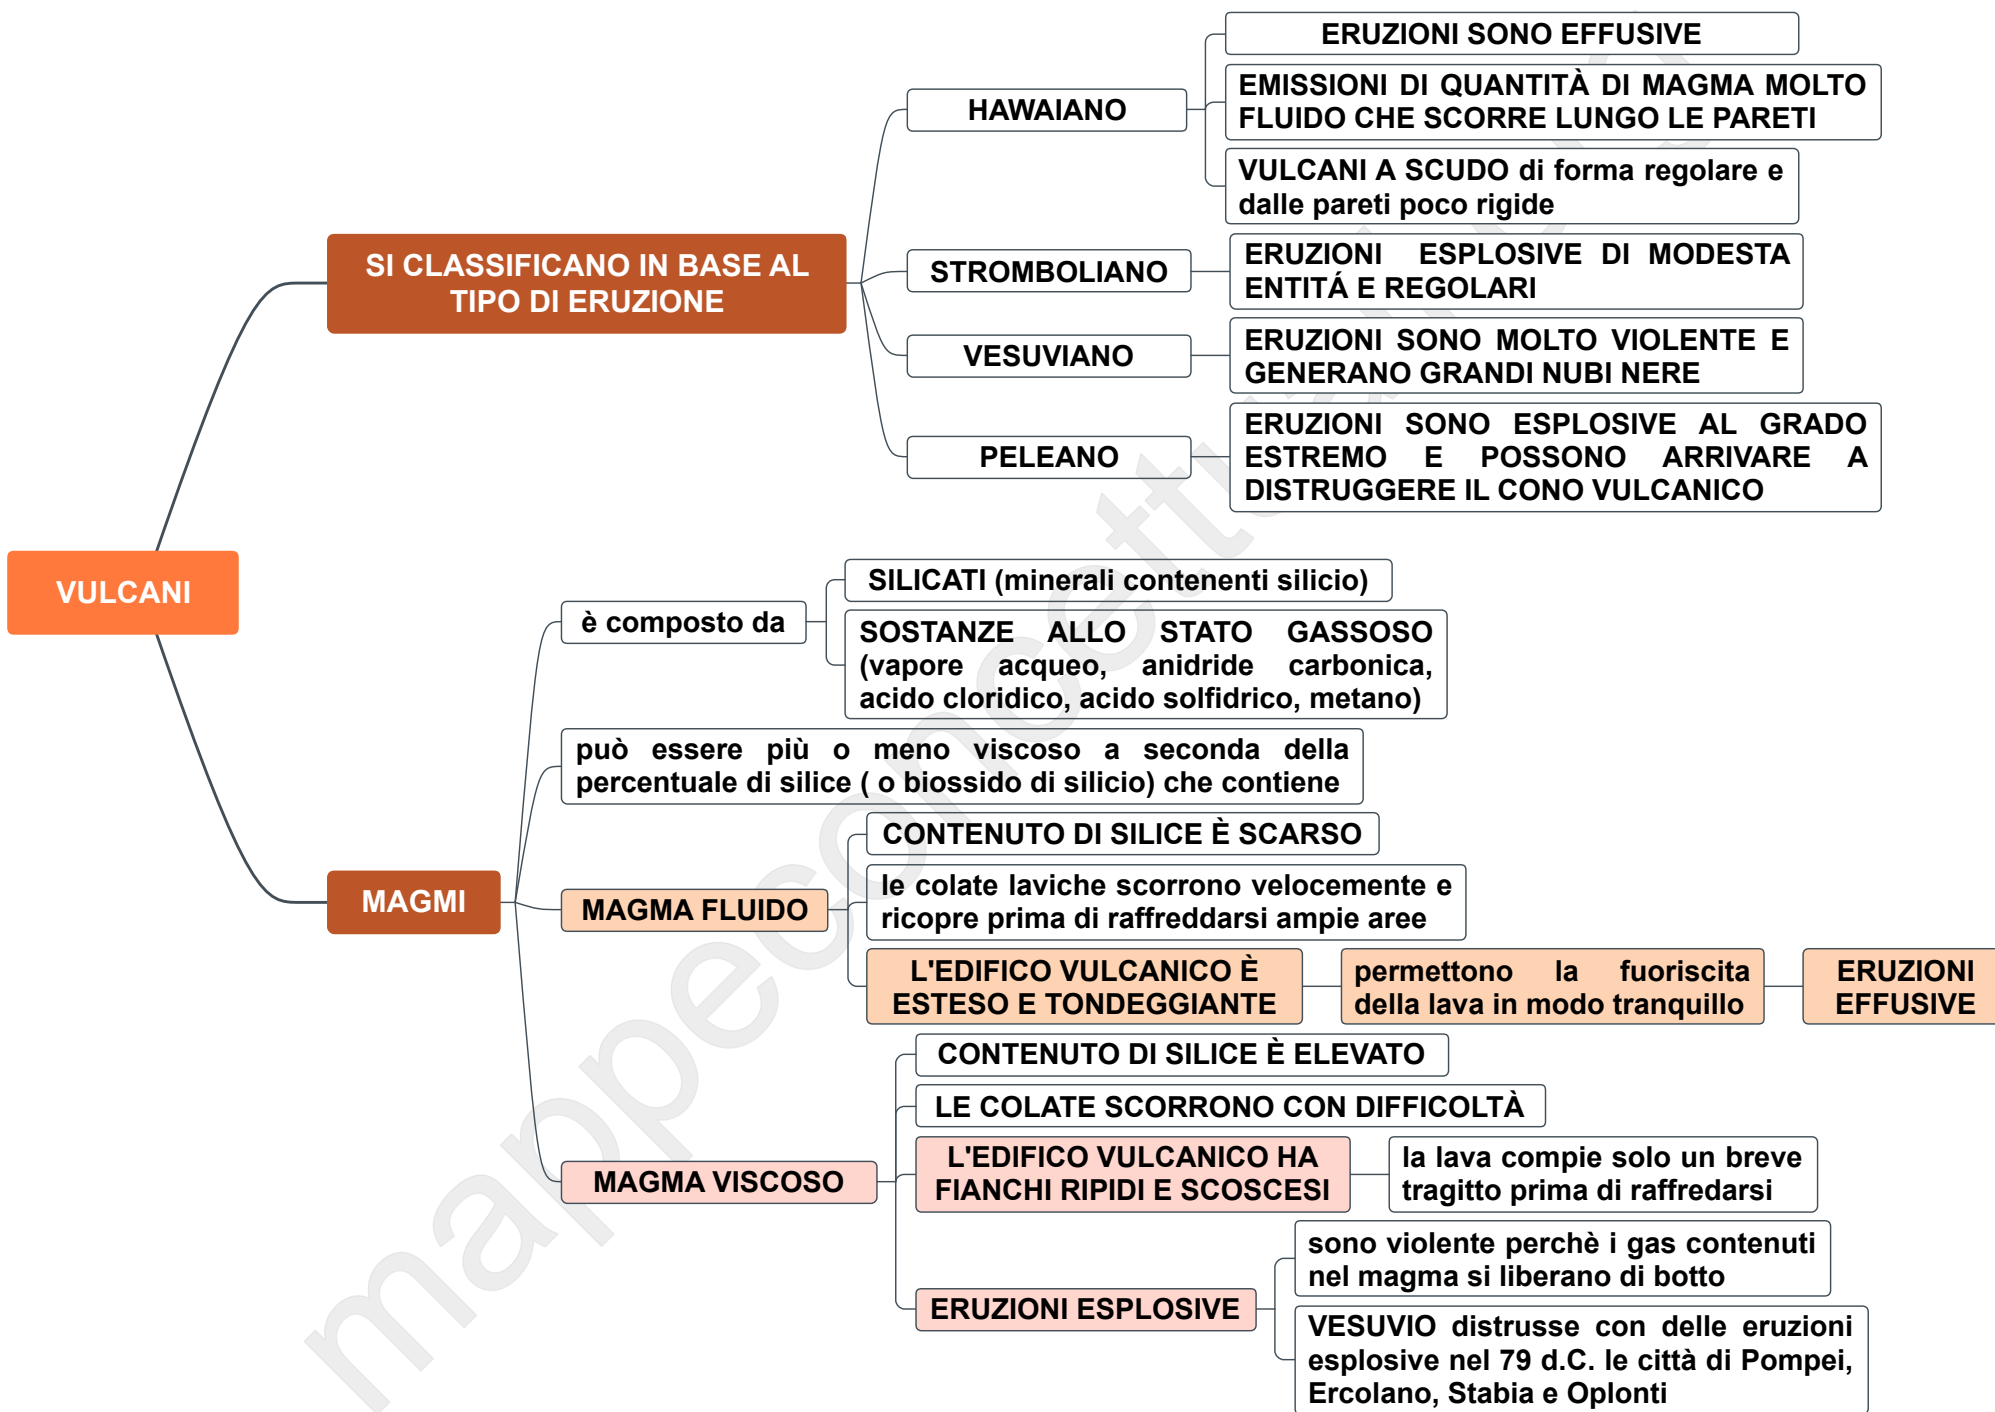 VULCANI
SI CLASSIFICANO IN BASE AL
TIPO DI ERUZIONE
HAWAIANO
ERUZIONI SONO EFFUSIVE
EMISSIONI DI QUANTITÀ DI MAGMA MOLTO
FLUIDO CHE SCORRE LUNGO LE PARETI
VULCANI A SCUDO di forma regolare e
dalle pareti poco rigide
STROMBOLIANO
ERUZIONI ESPLOSIVE DI MODESTA
ENTITÁ E REGOLARI
VESUVIANO
ERUZIONI SONO MOLTO VIOLENTE E
GENERANO GRANDI NUBI NERE
PELEANO
ERUZIONI SONO ESPLOSIVE AL GRADO
ESTREMO E POSSONO ARRIVARE A
DISTRUGGERE IL CONO VULCANICO
MAGMI
è composto da
SILICATI (minerali contenenti silicio)
SOSTANZE ALLO STATO GASSOSO
(vapore acqueo, anidride carbonica,
acido cloridico, acido solfidrico, metano)
può essere più o meno viscoso a seconda della
percentuale di silice ( o biossido di silicio) che contiene
MAGMA FLUIDO
CONTENUTO DI SILICE È SCARSO
le colate laviche scorrono velocemente e
ricopre prima di raffreddarsi ampie aree
L'EDIFICO VULCANICO È
ESTESO E TONDEGGIANTE
permettono la fuoriscita
della lava in modo tranquillo
ERUZIONI
EFFUSIVE
MAGMA VISCOSO
CONTENUTO DI SILICE È ELEVATO
LE COLATE SCORRONO CON DIFFICOLTÀ
L'EDIFICO VULCANICO HA
FIANCHI RIPIDI E SCOSCESI
la lava compie solo un breve
tragitto prima di raffredarsi
ERUZIONI ESPLOSIVE
sono violente perchè i gas contenuti
nel magma si liberano di botto
VESUVIO distrusse con delle eruzioni
esplosive nel 79 d.C. le città di Pompei,
Ercolano, Stabia e Oplonti